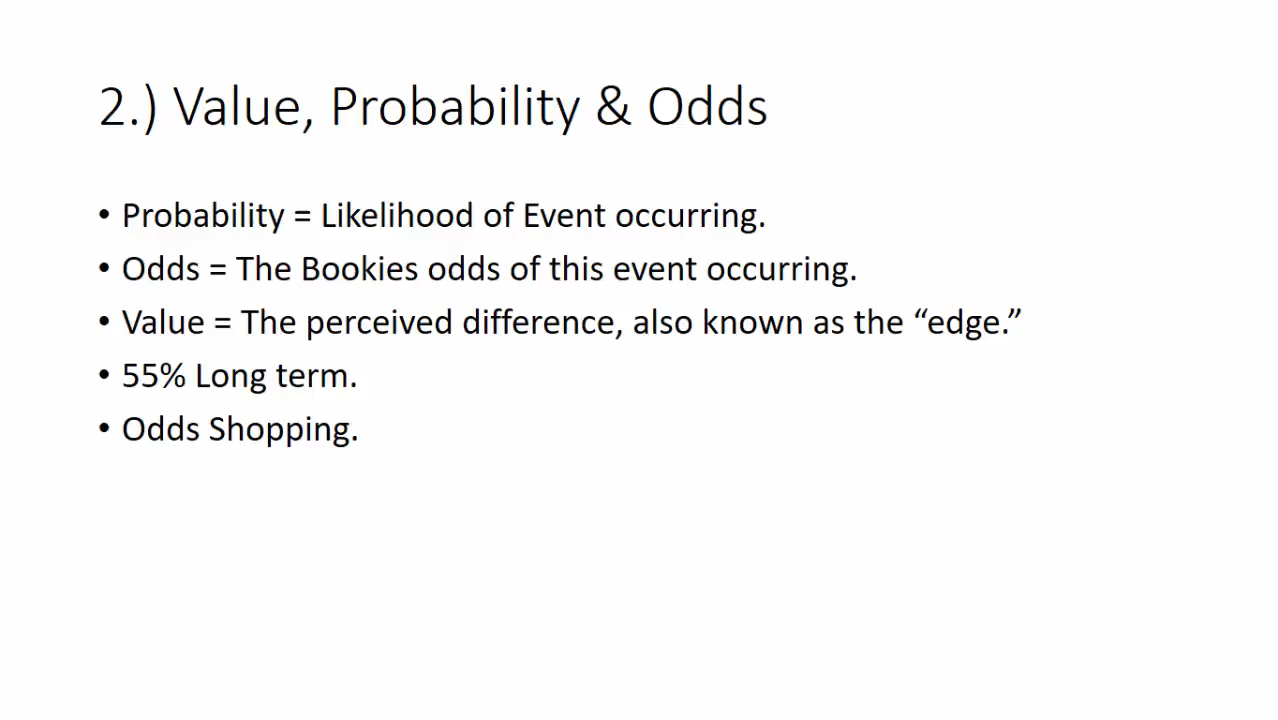 2.) Value, Probability & Odds
• Probability = Likelihood of Event occurring.
• Odds = The Bookies odds of this event occurring.
• Value = The perceived difference, also known as the “edge.”
• 55% Long term.
• Odds Shopping.